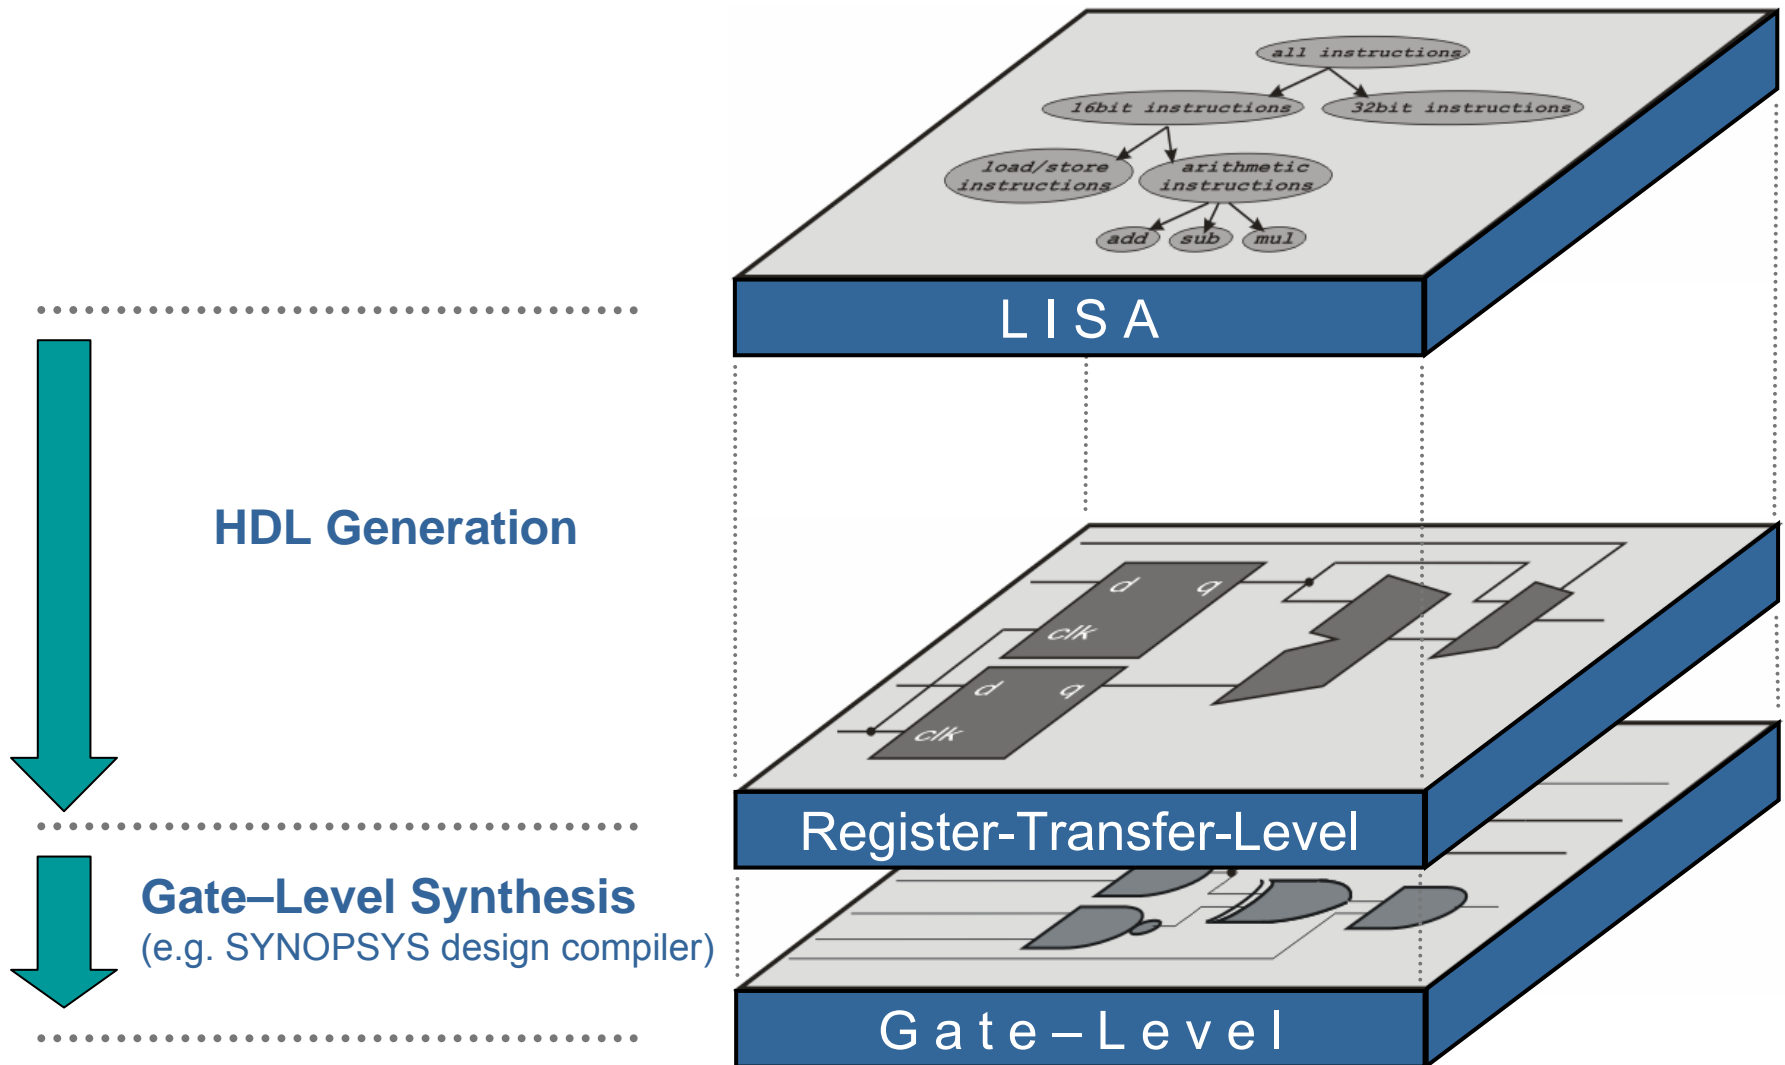 all instructions
16bit instructions
32bit instructions
load/store
instructions
arithmetic
instructions
add
sub
mul
LISA
HDL Generation
d
q
clk
d
q
clk
Register-Transfer-Level
Gate–Level Synthesis
(e.g. SYNOPSYS design compiler)
Gate–Level